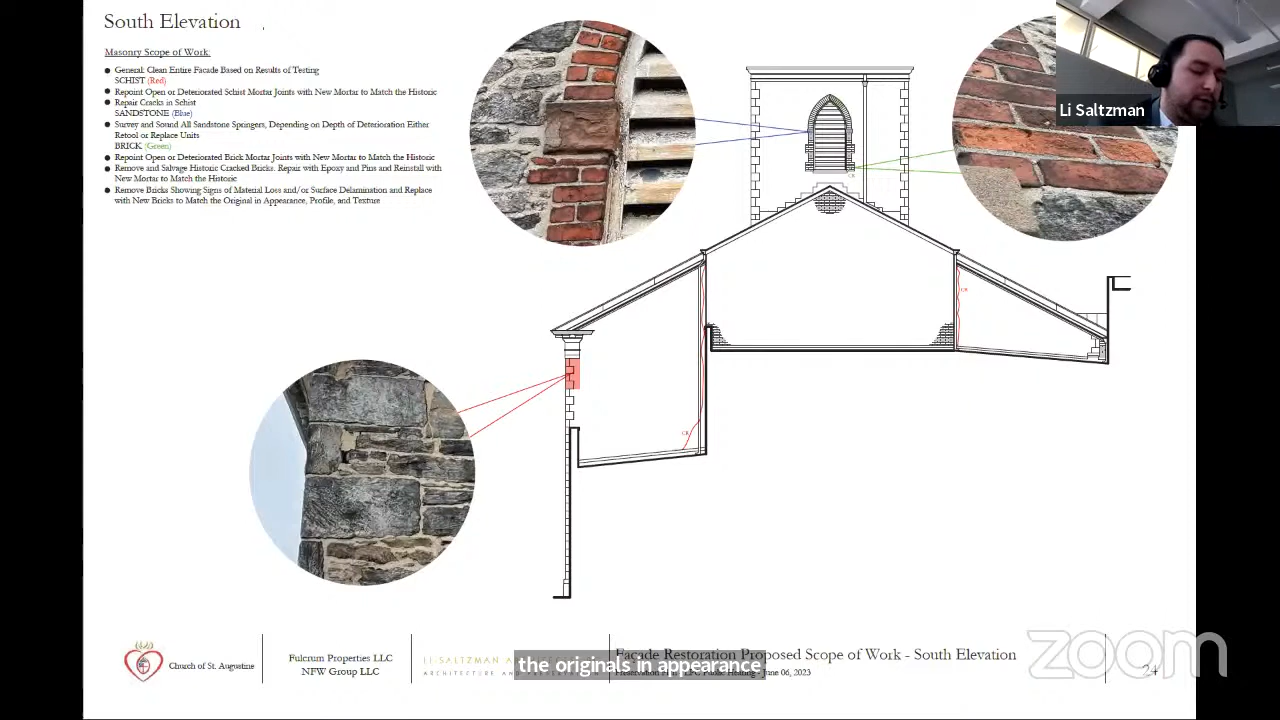 South Elevation
Masonry Scope of Work:
General: Clean Entire Facade Based on Results of Testing
SCHIST (Red)
Repoint Open or Deteriorated Schist Mortar Joints with New Mortar to Match the Historic
Repair Cracks in Schist
SANDSTONE (Blue)
Survey and Sound All Sandstone Springers, Depending on Depth of Deterioration Either
Retool or Replace Units
BRICK (Green)
Repoint Open or Deteriorated Brick Mortar Joints with New Mortar to Match the Historic
Remove and Salvage Historic Cracked Bricks. Repair with Epoxy and Pins and Reinstall with
New Mortar to Match the Historic
Remove Bricks Showing Signs of Material Loss and/or Surface Delamination and Replace
with New Bricks to Match the Original in Appearance, Profile, and Texture
Li Saltzman
CR
CR
CR
Church of St. Augustine
Fulcrum Properties LLC
NFW Group LLC
LI SALTZMAN
Facade Restoration Proposed Scope of Work - South Elevation
LPC Public Hearing - June 06, 2023
the originals in appearance
zoom
24